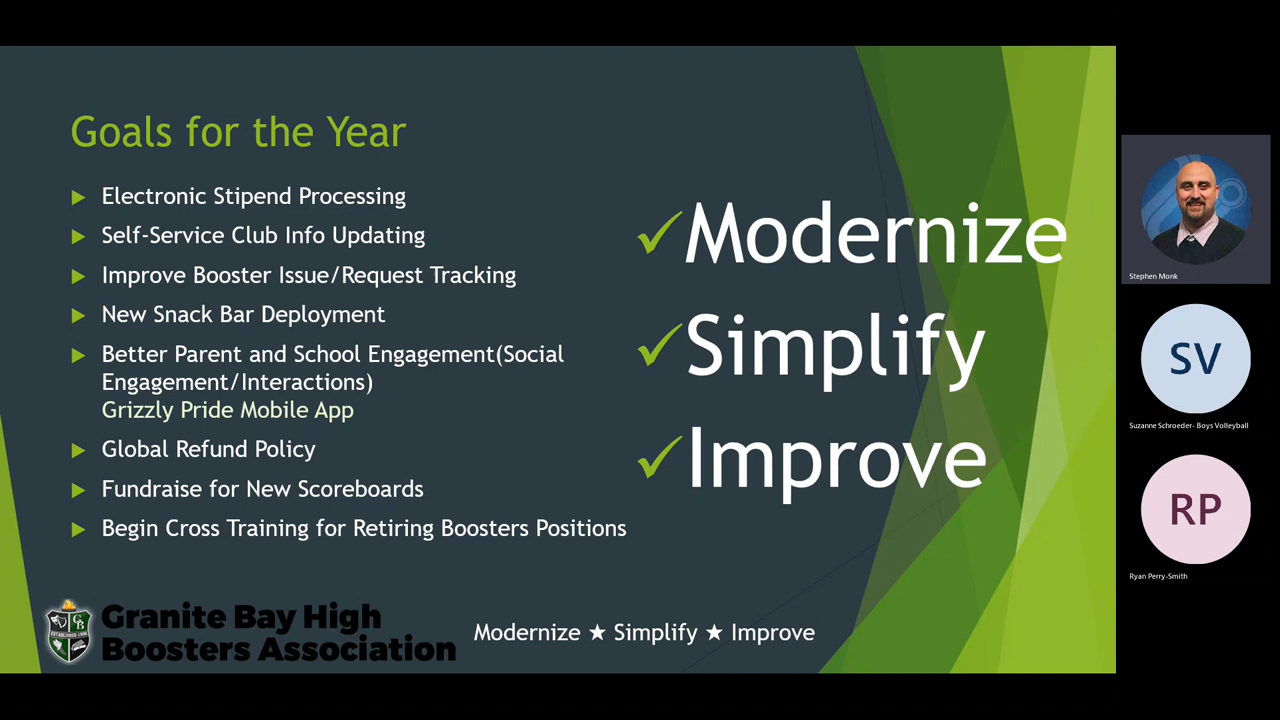 Goals for the Year
Electronic Stipend Processing
Self-Service Club Info Updating
Improve Booster Issue/Request Tracking
New Snack Bar Deployment
Better Parent and School Engagement(Social
Engagement/Interactions)
Grizzly Pride Mobile App
Global Refund Policy
Fundraise for New Scoreboards
Begin Cross Training for Retiring Boosters Positions
✓Modernize
✓Simplify
✓Improve
GB
Granite Bay High
Boosters Association
Modernize ★ Simplify ★ Improve
Stephen Monk
SV
Suzanne Schroeder- Boys Volleyball
RP
Ryan Perry-Smith